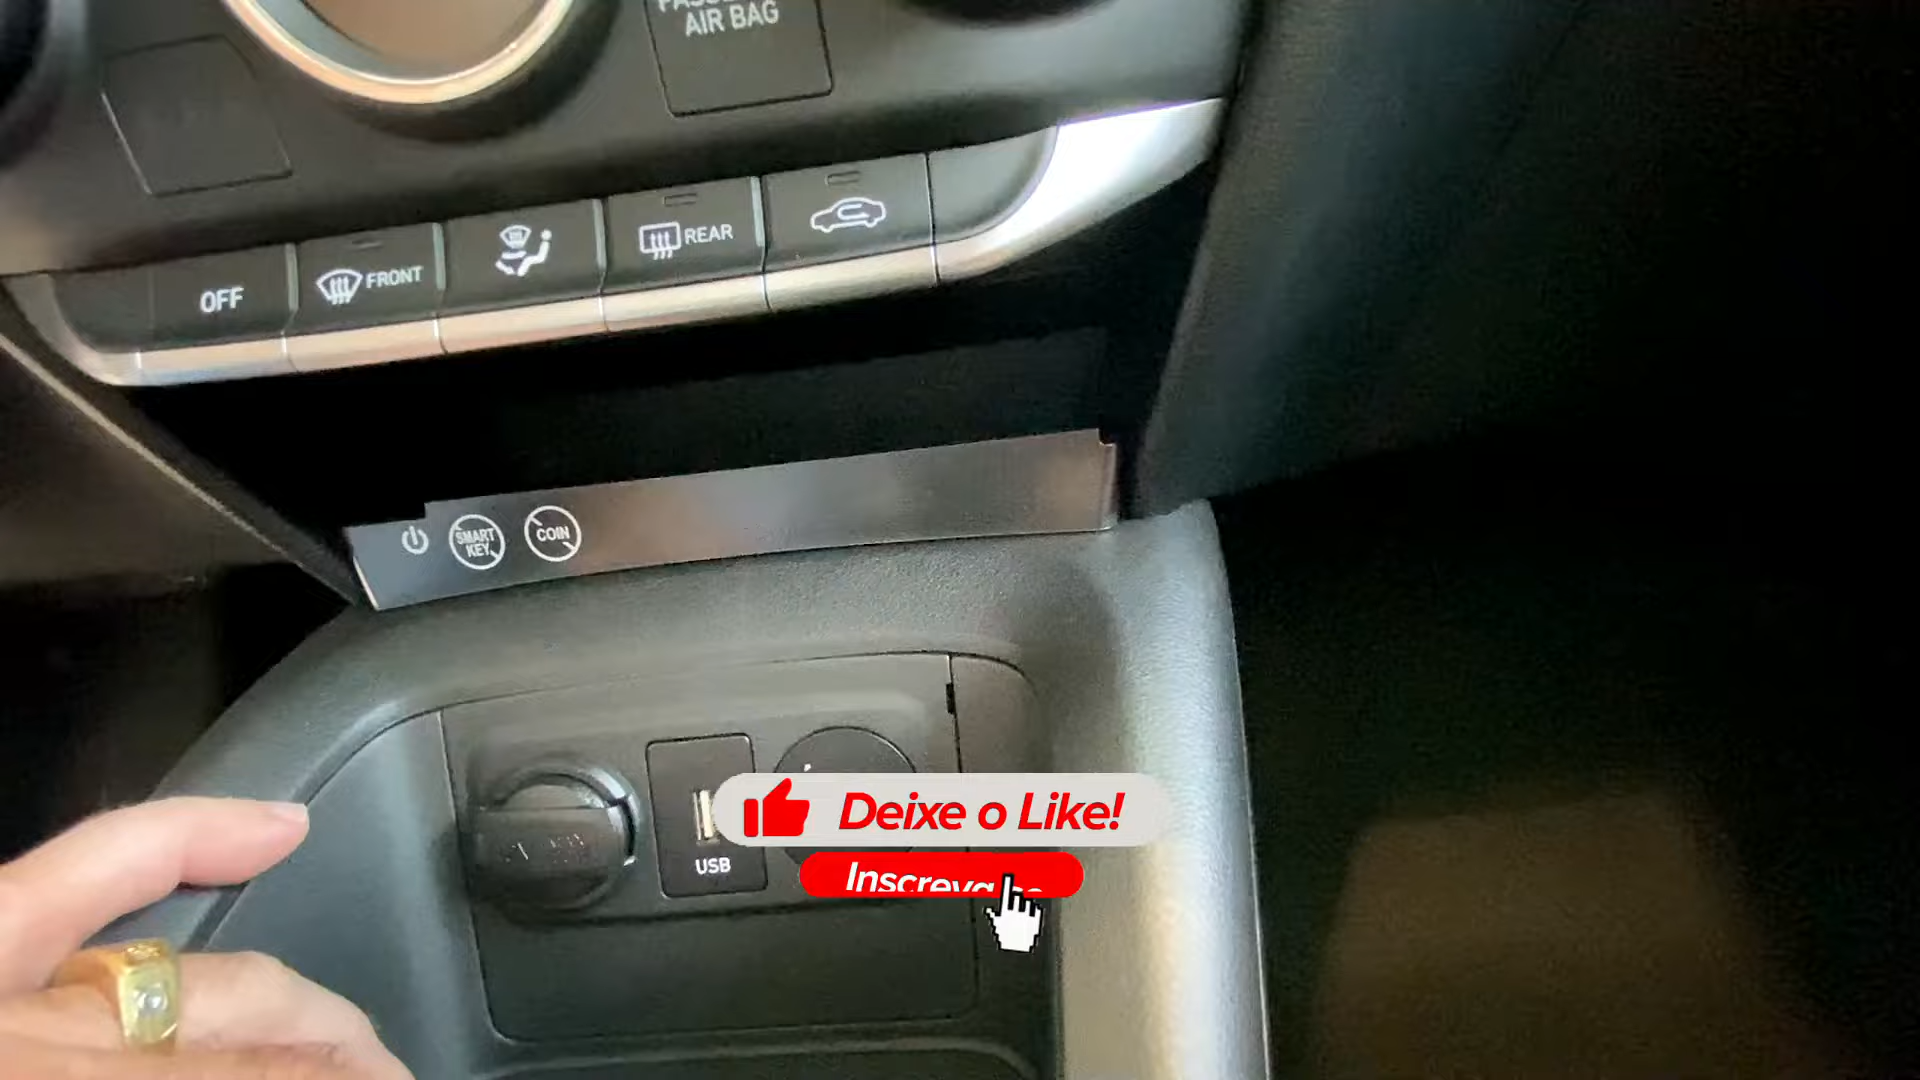 AIR BAG
OFF
FRONT
REAR
SMART
KEY
COIN
USB
Deixe o Like!